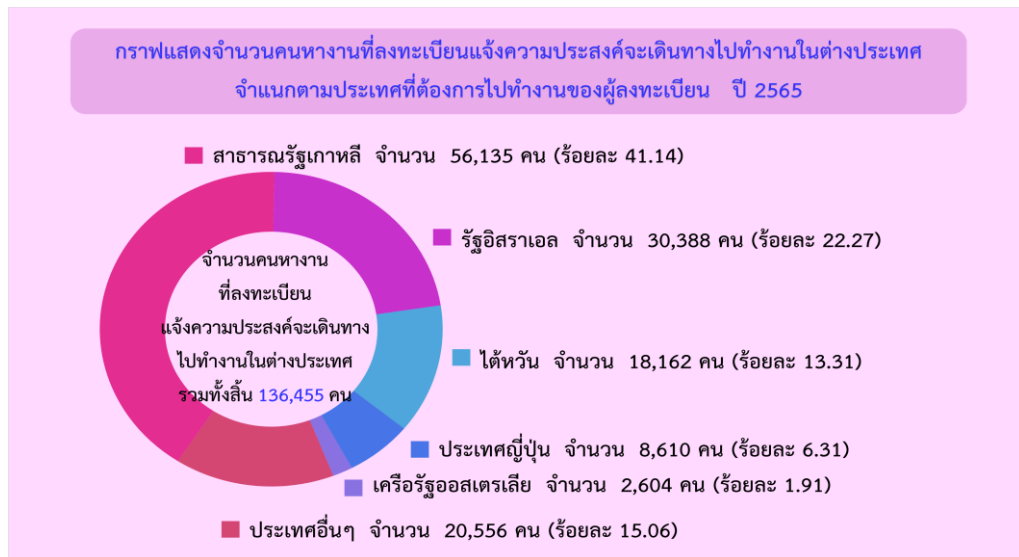 กราฟแสดงจำนวนคนหางานที่ลงทะเบียนแจ้งความประสงค์จะเดินทางไปทำงานในต่างประเทศ
จำแนกตามประเทศที่ต้องการไปทำงานของผู้ลงทะเบียน ปี 2565
สาธารณรัฐเกาหลี จำนวน 56,135 คน (ร้อยละ 41.14)
รัฐอิสราเอล จำนวน 30,388 คน (ร้อยละ 22.27)
จำนวนคนหางาน
ที่ลงทะเบียน
แจ้งความประสงค์จะเดินทาง
ไปทำงานในต่างประเทศ
รวมทั้งสิ้น 136,455 คน
ไต้หวัน จำนวน 18,162 คน (ร้อยละ 13.31)
ประเทศญี่ปุ่น จำนวน 8,610 คน (ร้อยละ 6.31)
เครือรัฐออสเตรเลีย จำนวน 2,604 คน (ร้อยละ 1.91)
ประเทศอื่นๆ จำนวน 20,556 คน (ร้อยละ 15.06)